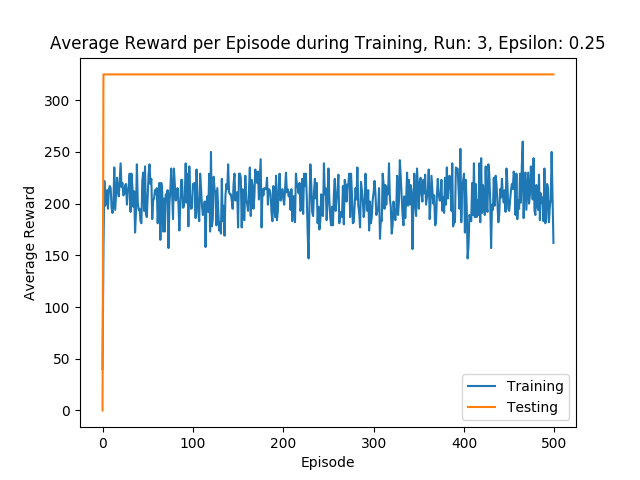 Average Reward per Episode during Training, Run: 3, Epsilon: 0.25
300
250
200
150
100
50
0
Average Reward
0 100 200 300 400 500
Episode
Training
Testing